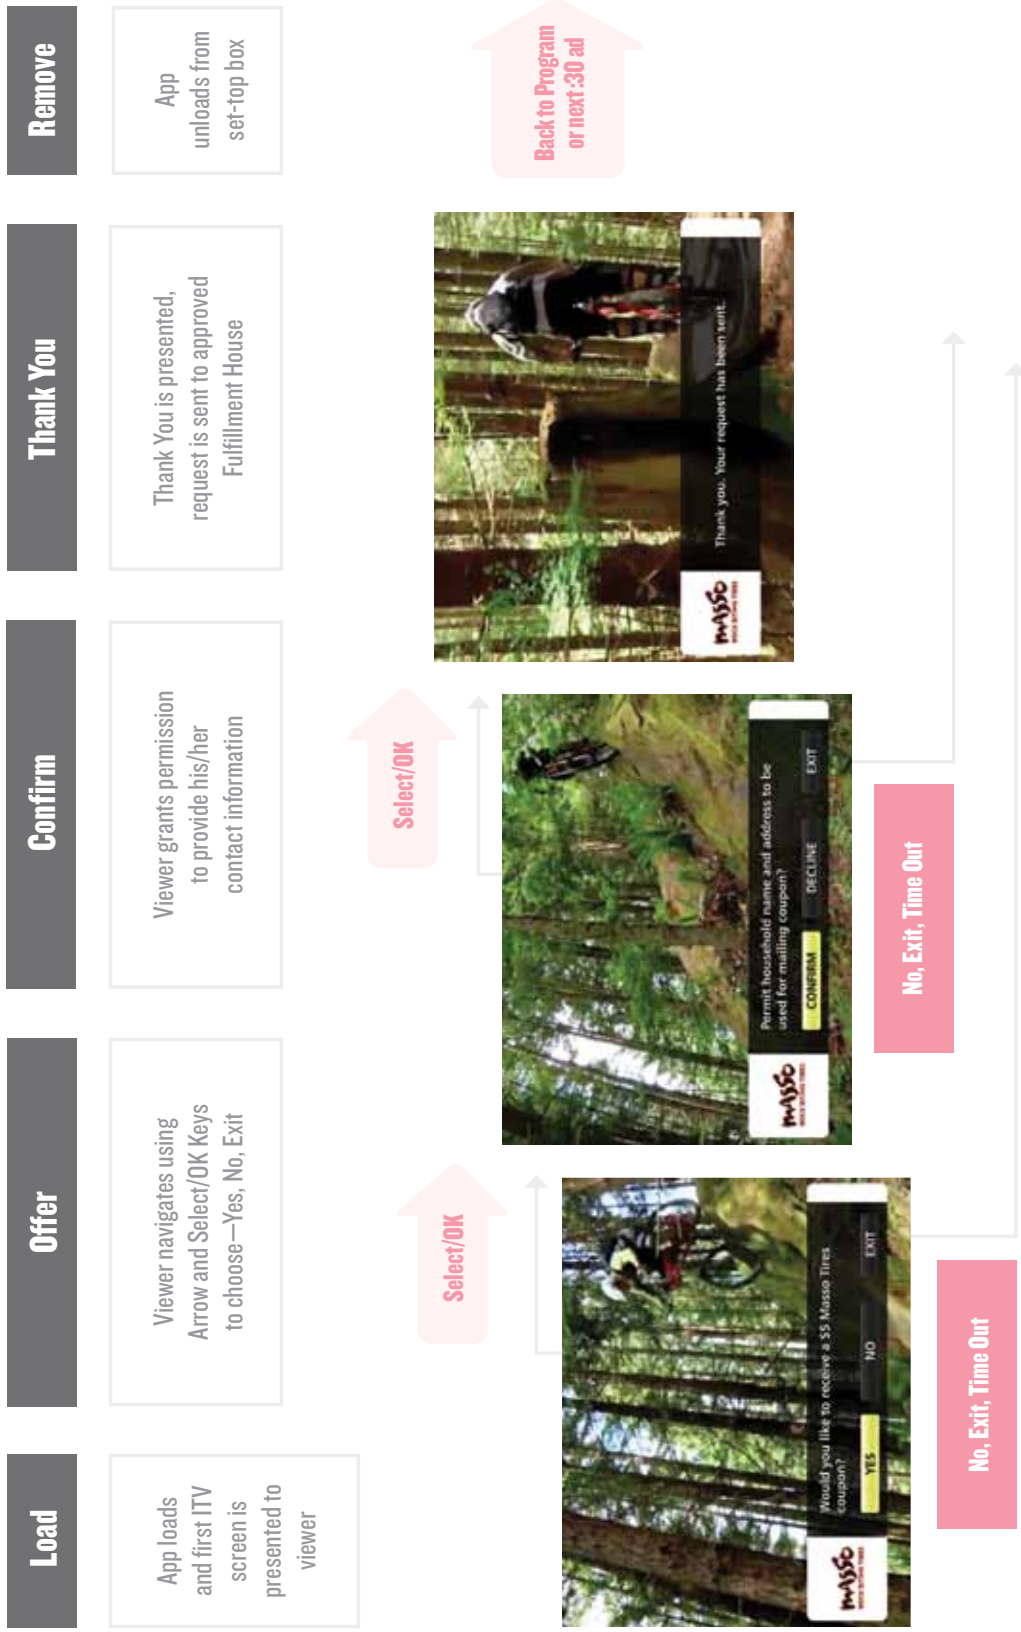 Load
App loads
and first ITV
screen is
presented to
viewer
Offer
Viewer navigates using
Arrow and Select/OK Keys
to choose—Yes, No, Exit
Confirm
Viewer grants permission
to provide his/her
contact information
Thank You
Thank You is presented,
request is sent to approved
Fulfillment House
Remove
App
unloads from
set-top box
Select/OK
Select/OK
Back to Program
or next :30 ad
masso
Would you like to receive a $5 Masso Tires
coupon?
YES
NO
EXIT
No, Exit, Time Out
masso
Permit household name and address to be
used for mailing coupon?
CONFIRM
DECLINE
EXIT
No, Exit, Time Out
masso
Thank you. Your request has been sent.